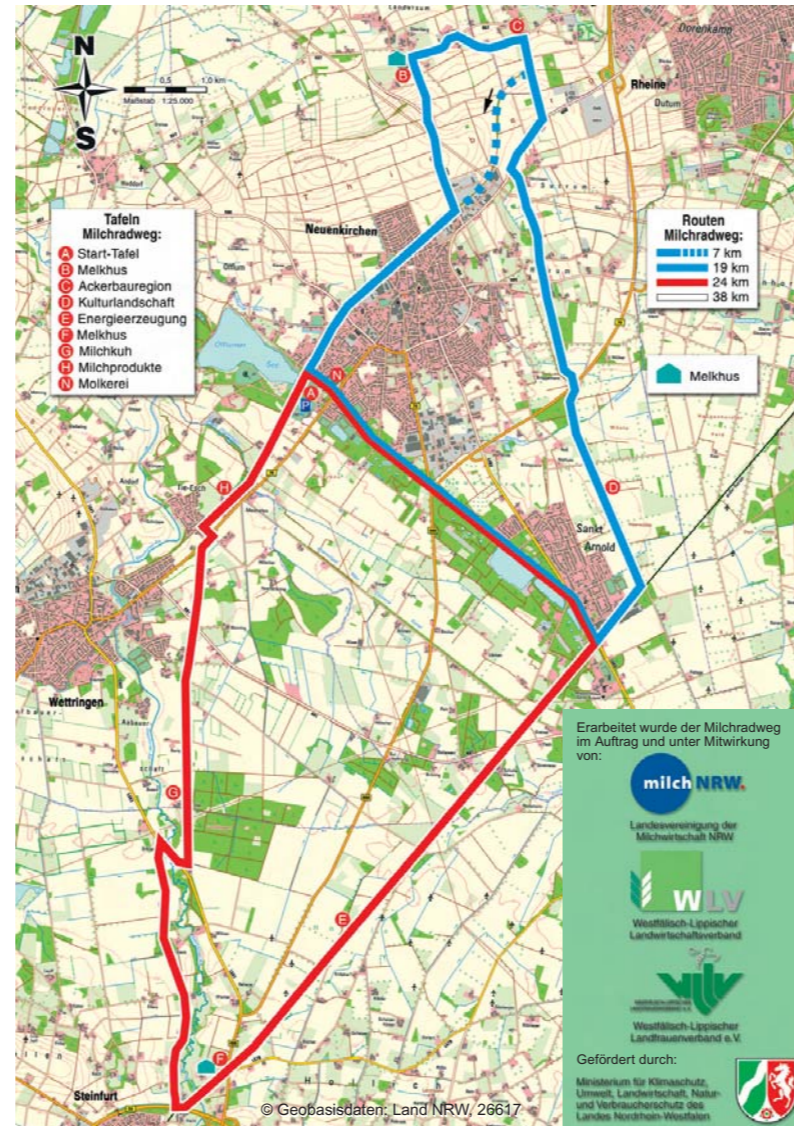 N
S
0,5 1,0 km
Maßstab 1:25.000
Tafeln
Milchradweg:
A Start-Tafel
B Melkhus
C Ackerbauregion
D Kulturlandschaft
E Energieerzeugung
F Melkhus
G Milchkuh
H Milchprodukte
N Molkerei
Routen
Milchradweg:
7 km
19 km
24 km
38 km
Melkhus
C
B
Dorenkamp
Rheine
Dutum
Neuenkirchen
N
A
P
H
D
Sankt
Arnold
Wettringen
G
E
F
Steinfurt
Erarbeitet wurde der Milchradweg
im Auftrag und unter Mitwirkung
von:
milch NRW.
Landesvereinigung der
Milchwirtschaft NRW
WLV
Westfälisch-Lippischer
Landwirtschaftsverband
Westfälisch-Lippischer
Landfrauenverband e.V.
Gefördert durch:
Ministerium für Klimaschutz,
Umwelt, Landwirtschaft, Natur-
und Verbraucherschutz des
Landes Nordrhein-Westfalen
© Geobasisdaten: Land NRW, 26617